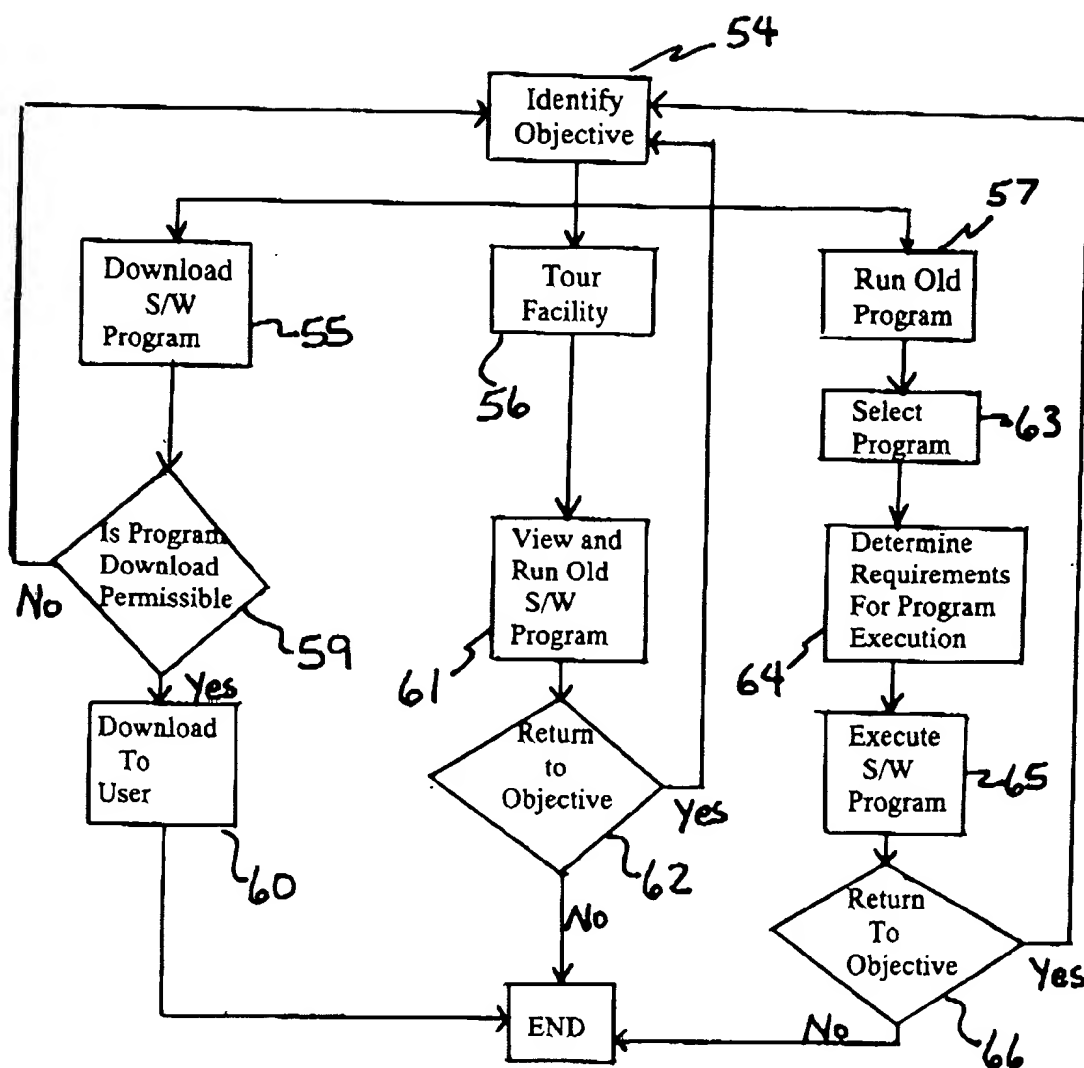 54
Identify
Objective
57
Download
S/W
Program
55
Tour
Facility
56
Run Old
Program
Select
Program
63
Is Program
Download
Permissible
No
59
Yes
View and
Run Old
S/W
Program
61
Determine
Requirements
For Program
Execution
64
Download
To
User
60
Return
to
Objective
Yes
62
No
Execute
S/W
Program
65
Return
To
Objective
Yes
66
No
END